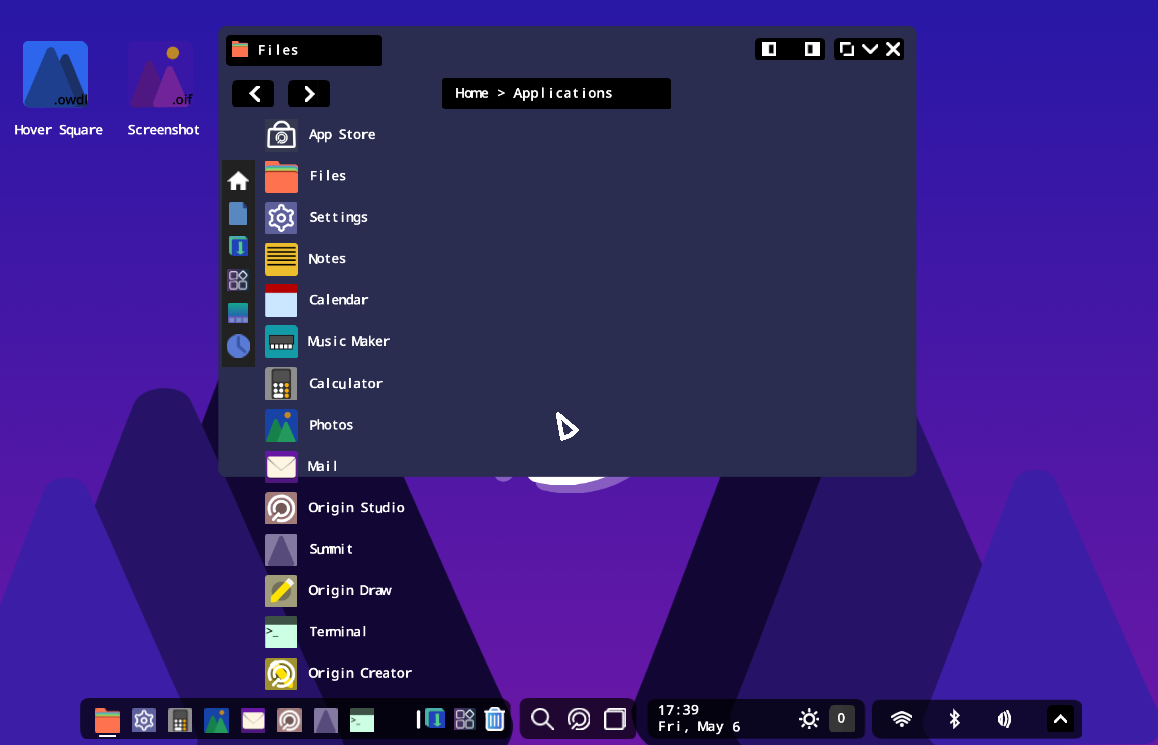 Files
.owdl
.oif
Hover Square
Screenshot
Home > Applications
App Store
Files
Settings
Notes
Calendar
Music Maker
Calculator
Photos
Mail
Origin Studio
Summit
Origin Draw
>_
Terminal
Origin Creator
>_
17:39
Fri, May 6
0